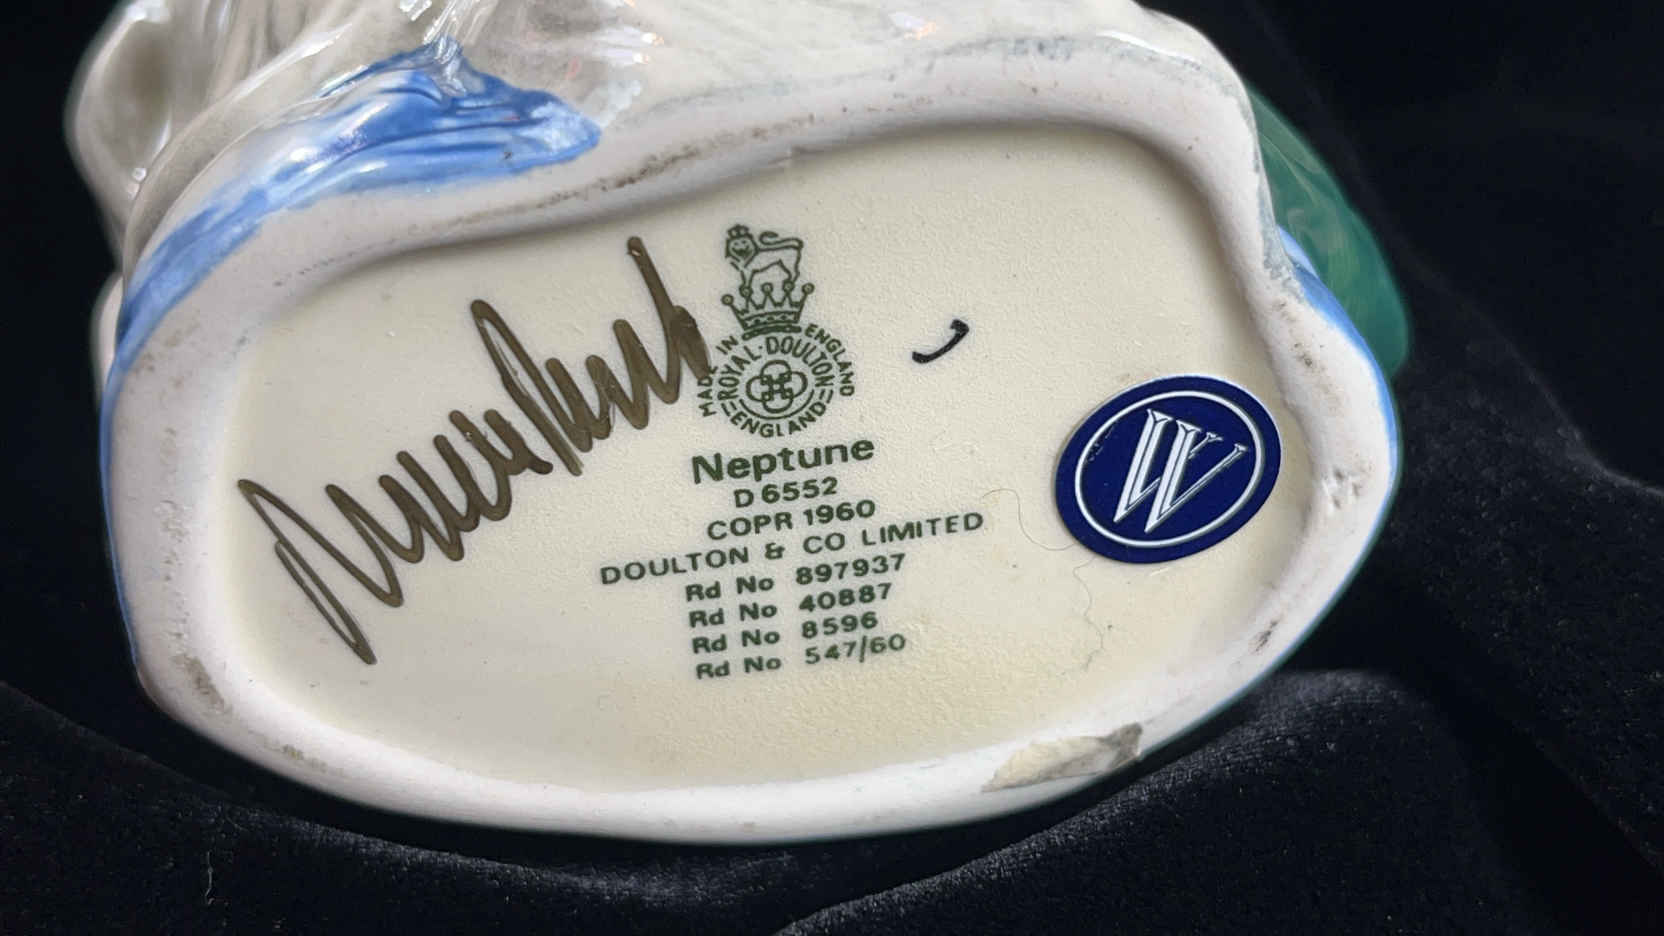 MADE IN ENGLAND
ROYAL·DOULTON
ENGLAND
Neptune
D 6552
COPR 1960
DOULTON & CO LIMITED
Rd No 897937
Rd No 40887
Rd No 8596
Rd No 547/60
W